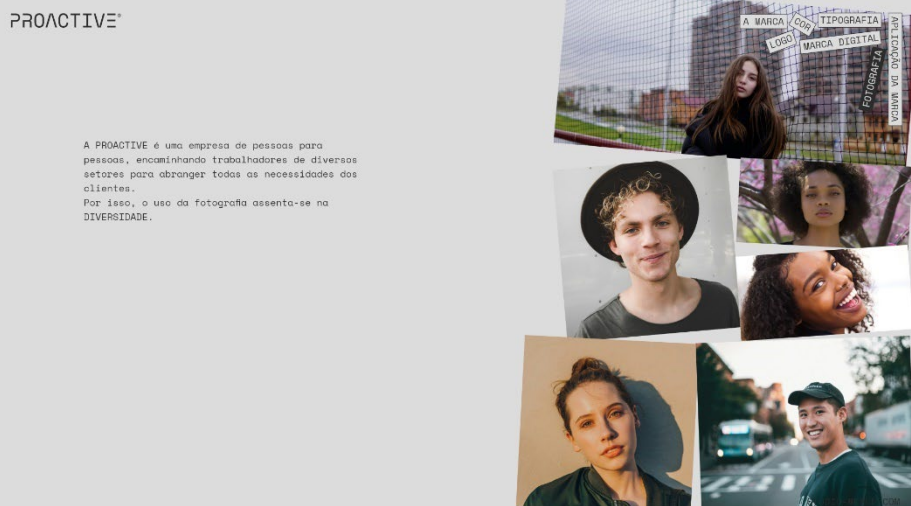 PROACTIVE®
A MARCA
COR
TIPOGRAFIA
LOGO
MARCA DIGITAL
FOTOGRAFIA
APLICAÇÃO DA MARCA
A PROACTIVE é uma empresa de pessoas para
pessoas, encaminhando trabalhadores de diversos
setores para abranger todas as necessidades dos
clientes.
Por isso, o uso da fotografia assenta-se na
DIVERSIDADE.